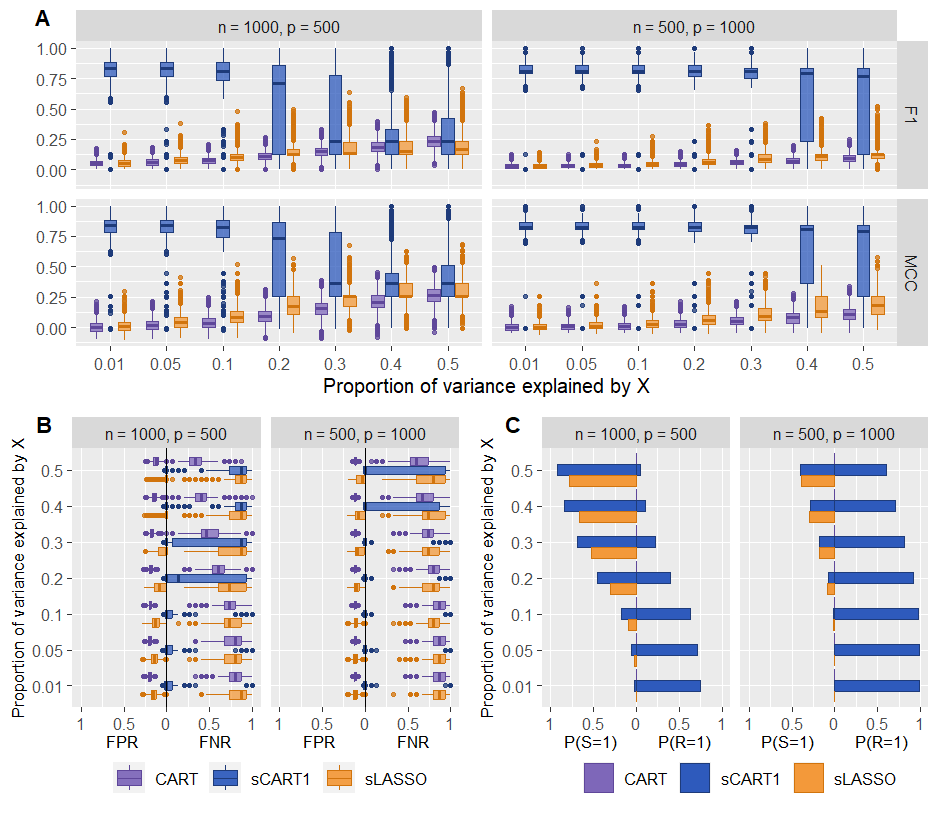 A
n = 1000, p = 500
n = 500, p = 1000
1.00
0.75
0.50
0.25
0.00
F1
1.00
0.75
0.50
0.25
0.00
MCC
0.01 0.05 0.1 0.2 0.3 0.4 0.5
0.01 0.05 0.1 0.2 0.3 0.4 0.5
Proportion of variance explained by X
B
n = 1000, p = 500
n = 500, p = 1000
Proportion of variance explained by X
0.5
0.4
0.3
0.2
0.1
0.05
0.01
1 0.5 0 0.5 1
1 0.5 0 0.5 1
FPR FNR
FPR FNR
CART sCART1 sLASSO
C
n = 1000, p = 500
n = 500, p = 1000
Proportion of variance explained by X
0.5
0.4
0.3
0.2
0.1
0.05
0.01
1 0.5 0 0.5 1
1 0.5 0 0.5 1
P(S=1) P(R=1)
P(S=1) P(R=1)
CART sCART1 sLASSO